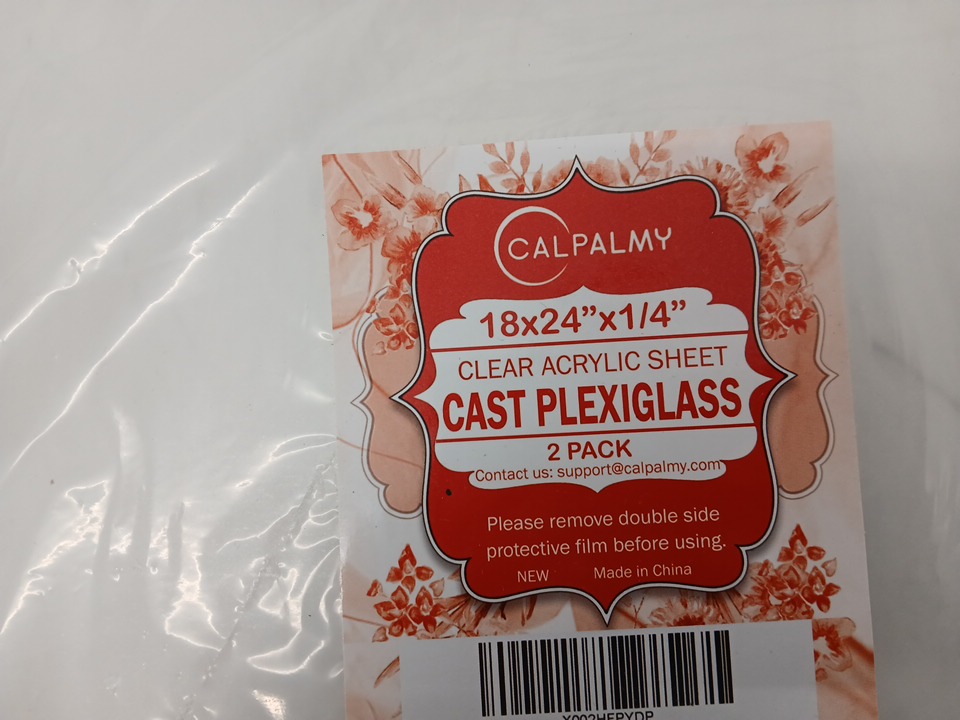 CALPALMY
18x24”x1/4”
CLEAR ACRYLIC SHEET
CAST PLEXIGLASS
2 PACK
Contact us: support@calpalmy.com
Please remove double side
protective film before using.
NEW Made in China
X002HFPYDP